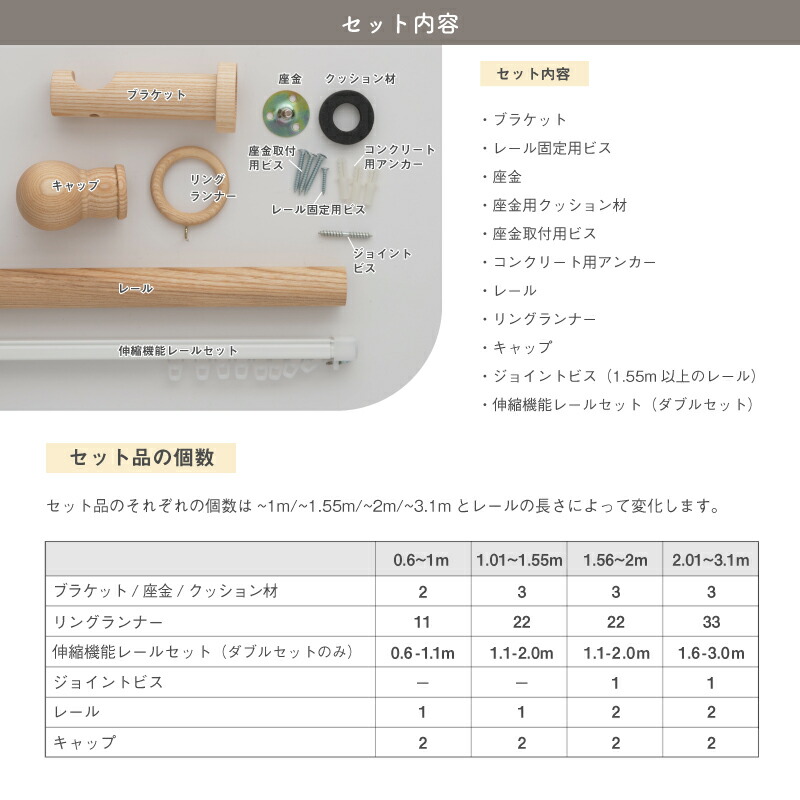 セット内容
ブラケット
座金
クッション材
座金取付
用ビス
コンクリート
用アンカー
キャップ
リング
ランナー
レール固定用ビス
ジョイント
ビス
レール
伸縮機能レールセット
セット内容
・ブラケット
・レール固定用ビス
・座金
・座金用クッション材
・座金取付用ビス
・コンクリート用アンカー
・レール
・リングランナー
・キャップ
・ジョイントビス（1.55m以上のレール）
・伸縮機能レールセット（ダブルセット）
セット品の個数
セット品のそれぞれの個数は ~1m/~1.55m/~2m/~3.1m とレールの長さによって変化します。
0.6~1m 1.01~1.55m 1.56~2m 2.01~3.1m
ブラケット / 座金 / クッション材 2 3 3 3
リングランナー 11 22 22 33
伸縮機能レールセット（ダブルセットのみ） 0.6-1.1m 1.1-2.0m 1.1-2.0m 1.6-3.0m
ジョイントビス － － 1 1
レール 1 1 2 2
キャップ 2 2 2 2